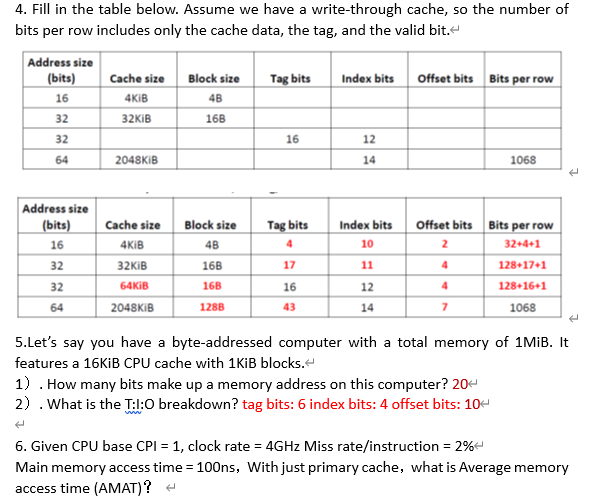 4. Fill in the table below. Assume we have a write-through cache, so the number of
bits per row includes only the cache data, the tag, and the valid bit.↵
Address size (bits) Cache size Block size Tag bits Index bits Offset bits Bits per row
16 4KiB 4B
32 32KiB 16B
32 16 12
64 2048KiB 14 1068
Address size (bits) Cache size Block size Tag bits Index bits Offset bits Bits per row
16 4KiB 4B 4 10 2 32+4+1
32 32KiB 16B 17 11 4 128+17+1
32 64KiB 16B 16 12 4 128+16+1
64 2048KiB 128B 43 14 7 1068
5.Let's say you have a byte-addressed computer with a total memory of 1MiB. It
features a 16KiB CPU cache with 1KiB blocks.↵
1）. How many bits make up a memory address on this computer? 20↵
2）. What is the T:I:O breakdown? tag bits: 6 index bits: 4 offset bits: 10↵
6. Given CPU base CPI = 1, clock rate = 4GHz Miss rate/instruction = 2%↵
Main memory access time = 100ns，With just primary cache，what is Average memory
access time (AMAT)？ ↵